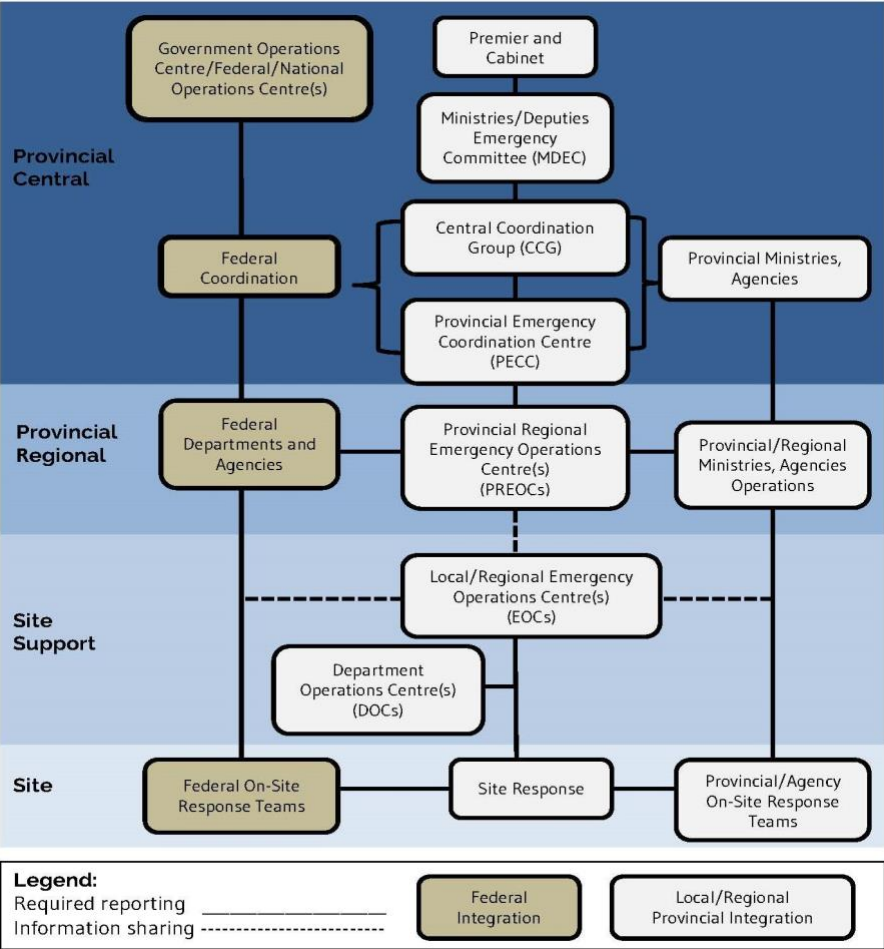 Government Operations
Centre/Federal/National
Operations Centre(s)
Premier and
Cabinet
Provincial
Central
Ministries/Deputies
Emergency
Committee (MDEC)
Central Coordination
Group (CCG)
Federal
Coordination
Provincial Ministries,
Agencies
Provincial Emergency
Coordination Centre
(PECC)
Provincial
Regional
Federal
Departments and
Agencies
Provincial Regional
Emergency Operations
Centre(s)
(PREOCs)
Provincial/Regional
Ministries, Agencies
Operations
Site
Support
Local/Regional Emergency
Operations Centre(s)
(EOCs)
Department
Operations Centre(s)
(DOCs)
Site
Federal On-Site
Response Teams
Site Response
Provincial/Agency
On-Site Response
Teams
Legend:
Required reporting
Information sharing
Federal
Integration
Local/Regional
Provincial Integration